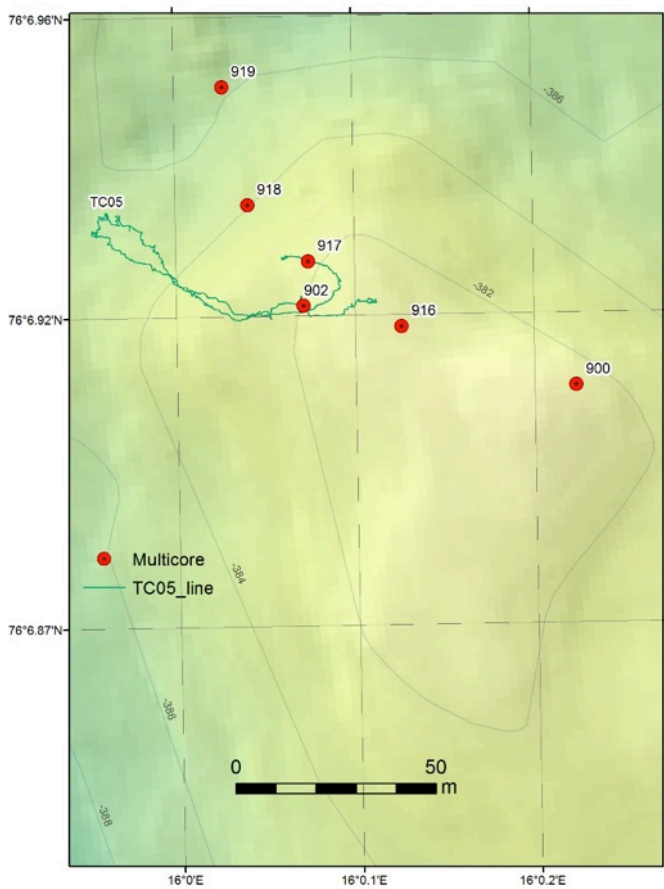 76°6.96'N
919
-386
918
TC05
917
-382
902
76°6.92'N
916
900
Multicore
-384
TC05_line
76°6.87'N
-386
0 50
m
-388
16°0'E
16°0.1'E
16°0.2'E